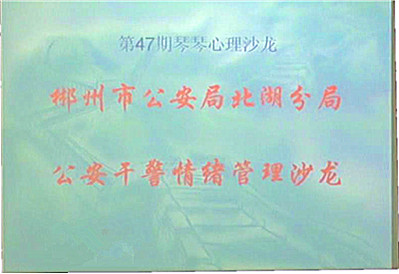 第47期琴琴心理沙龙
郴州市公安局北湖分局
公安干警情绪管理沙龙